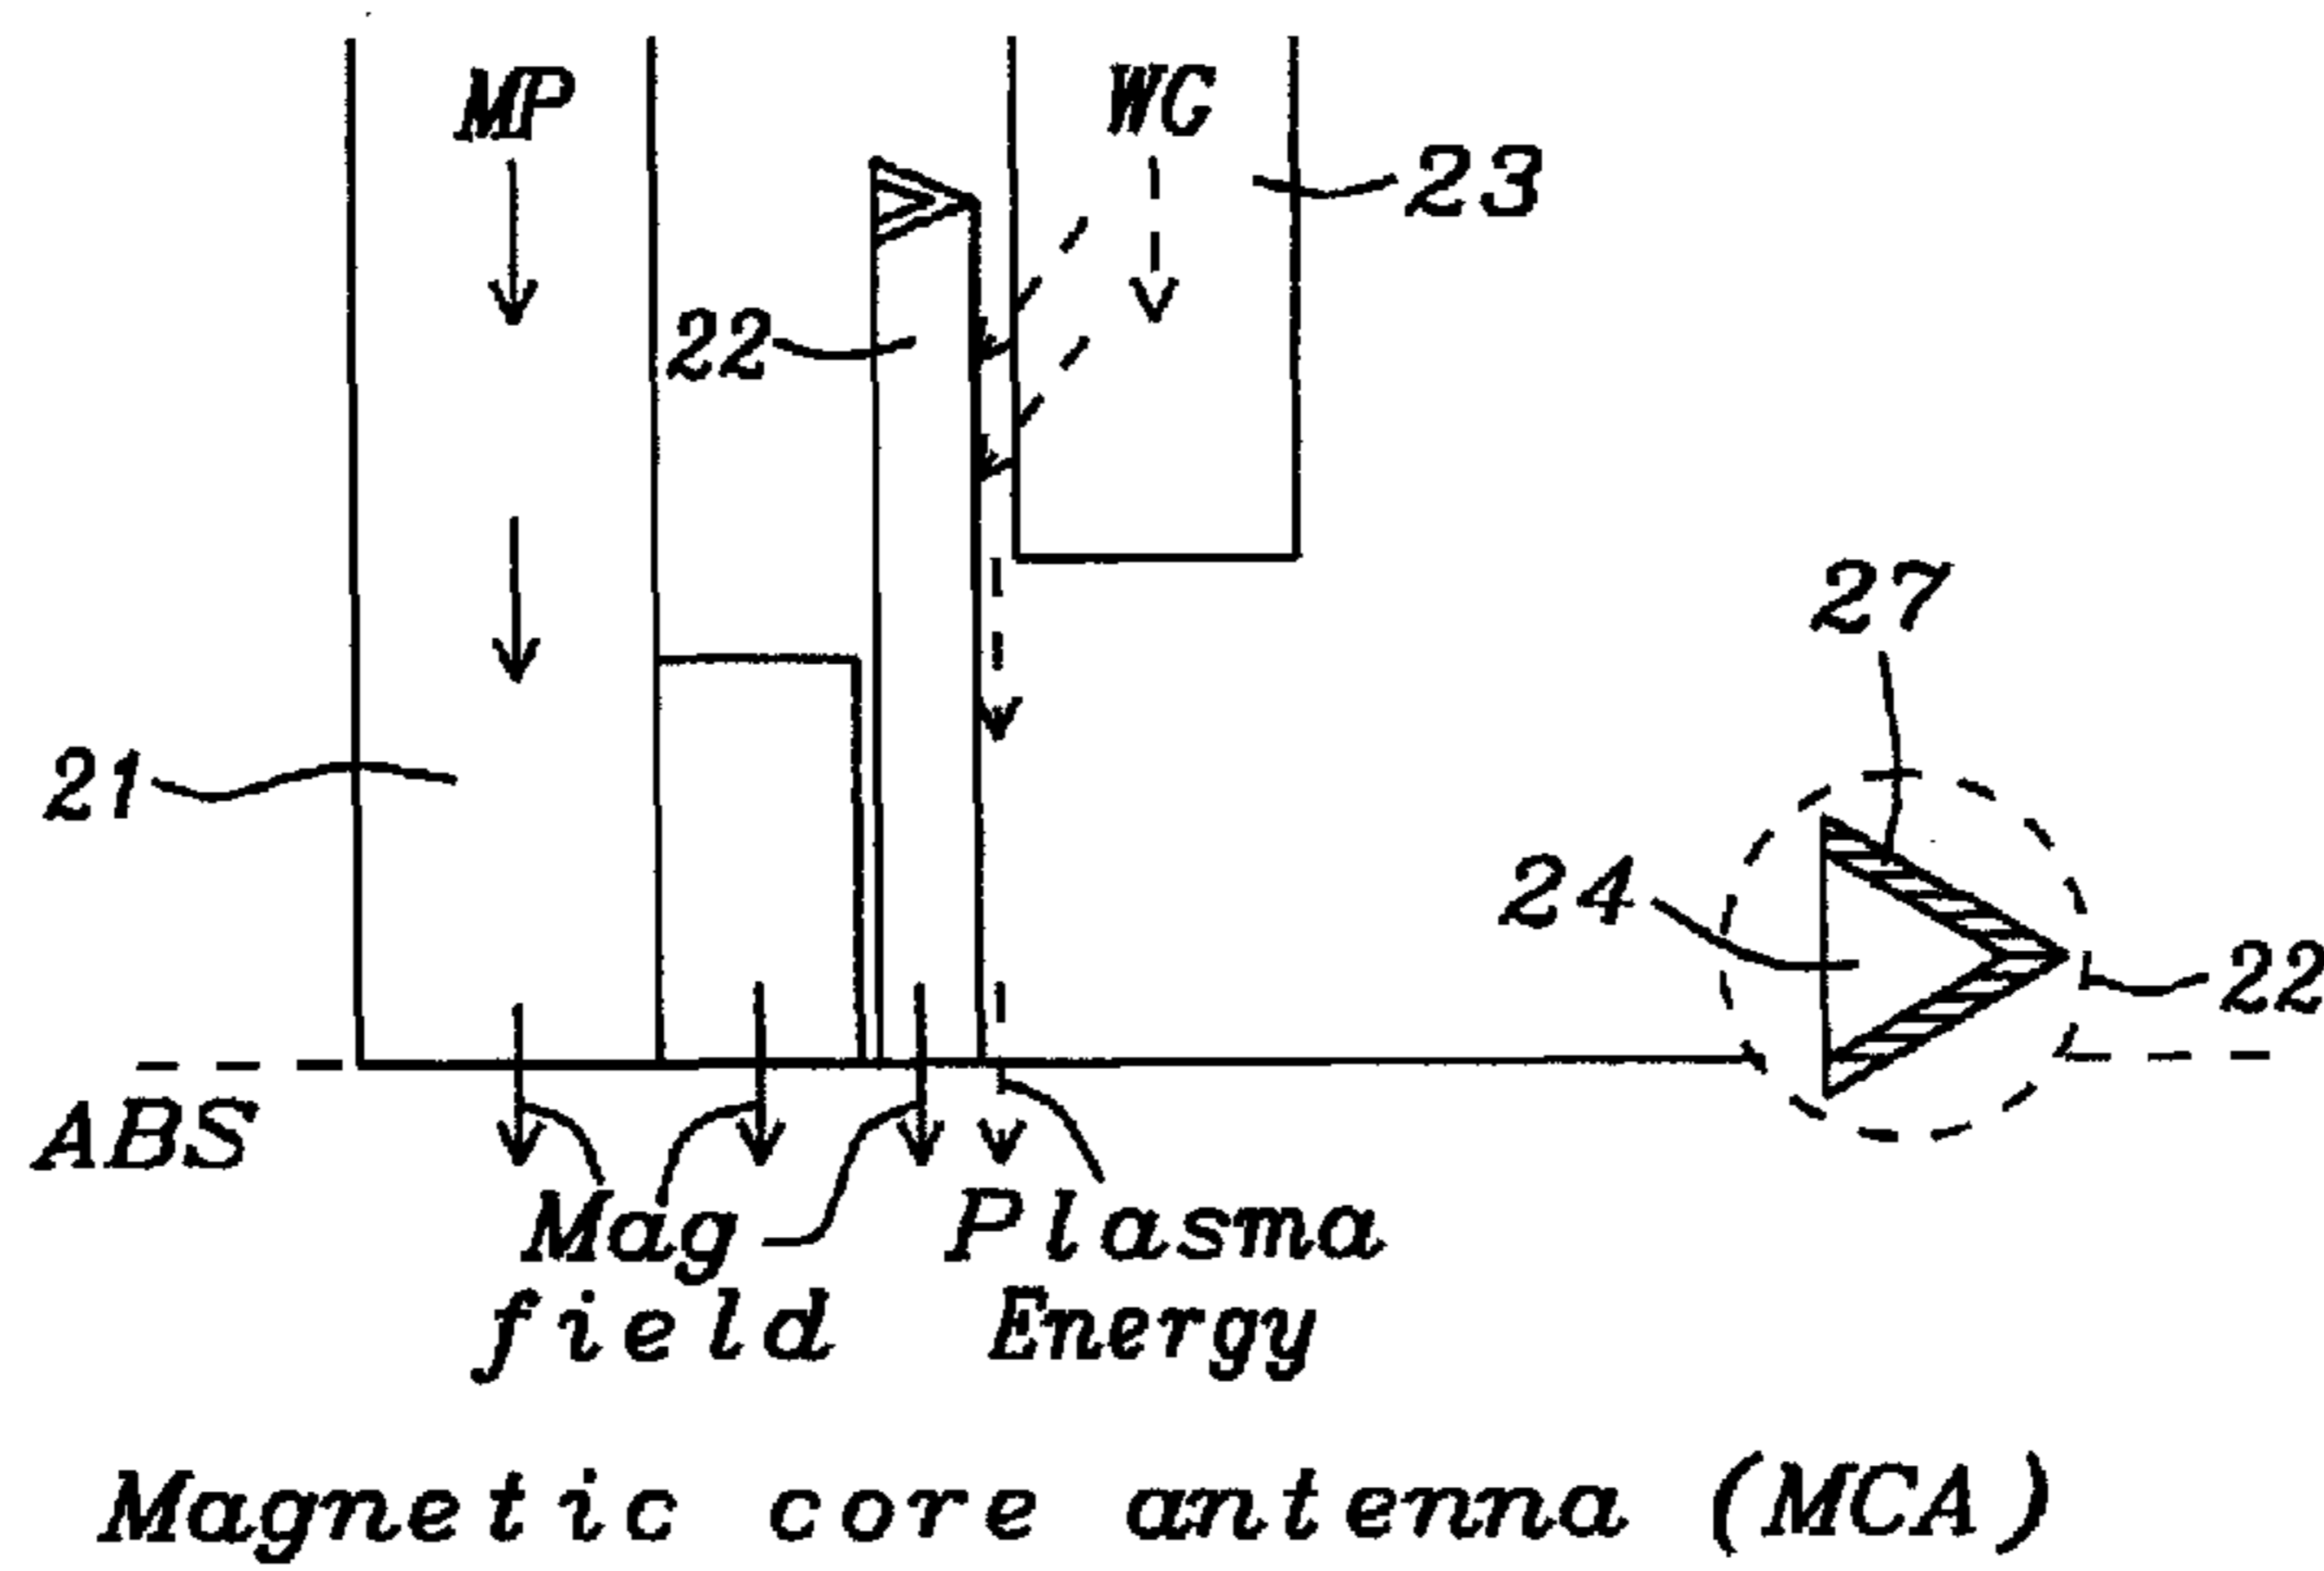 MP
WG
23
22
27
21
24
22
ABS
Mag
field
Plasma
Energy
Magnetic core antenna (MCA)